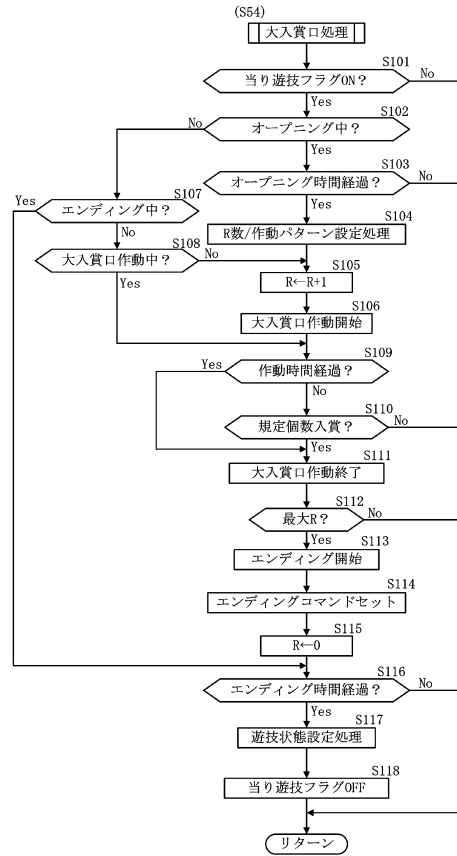 (S54)
大入賞口処理
S101
当り遊技フラグON？
No
Yes
S102
オープニング中？
No
Yes
S103
オープニング時間経過？
No
Yes
S107
エンディング中？
Yes
No
S104
R数/作動パターン設定処理
S108
大入賞口作動中？
No
Yes
S105
R←R+1
S106
大入賞口作動開始
S109
作動時間経過？
Yes
No
S110
規定個数入賞？
No
Yes
S111
大入賞口作動終了
S112
最大R？
No
Yes
S113
エンディング開始
S114
エンディングコマンドセット
S115
R←0
S116
エンディング時間経過？
No
Yes
S117
遊技状態設定処理
S118
当り遊技フラグOFF
リターン